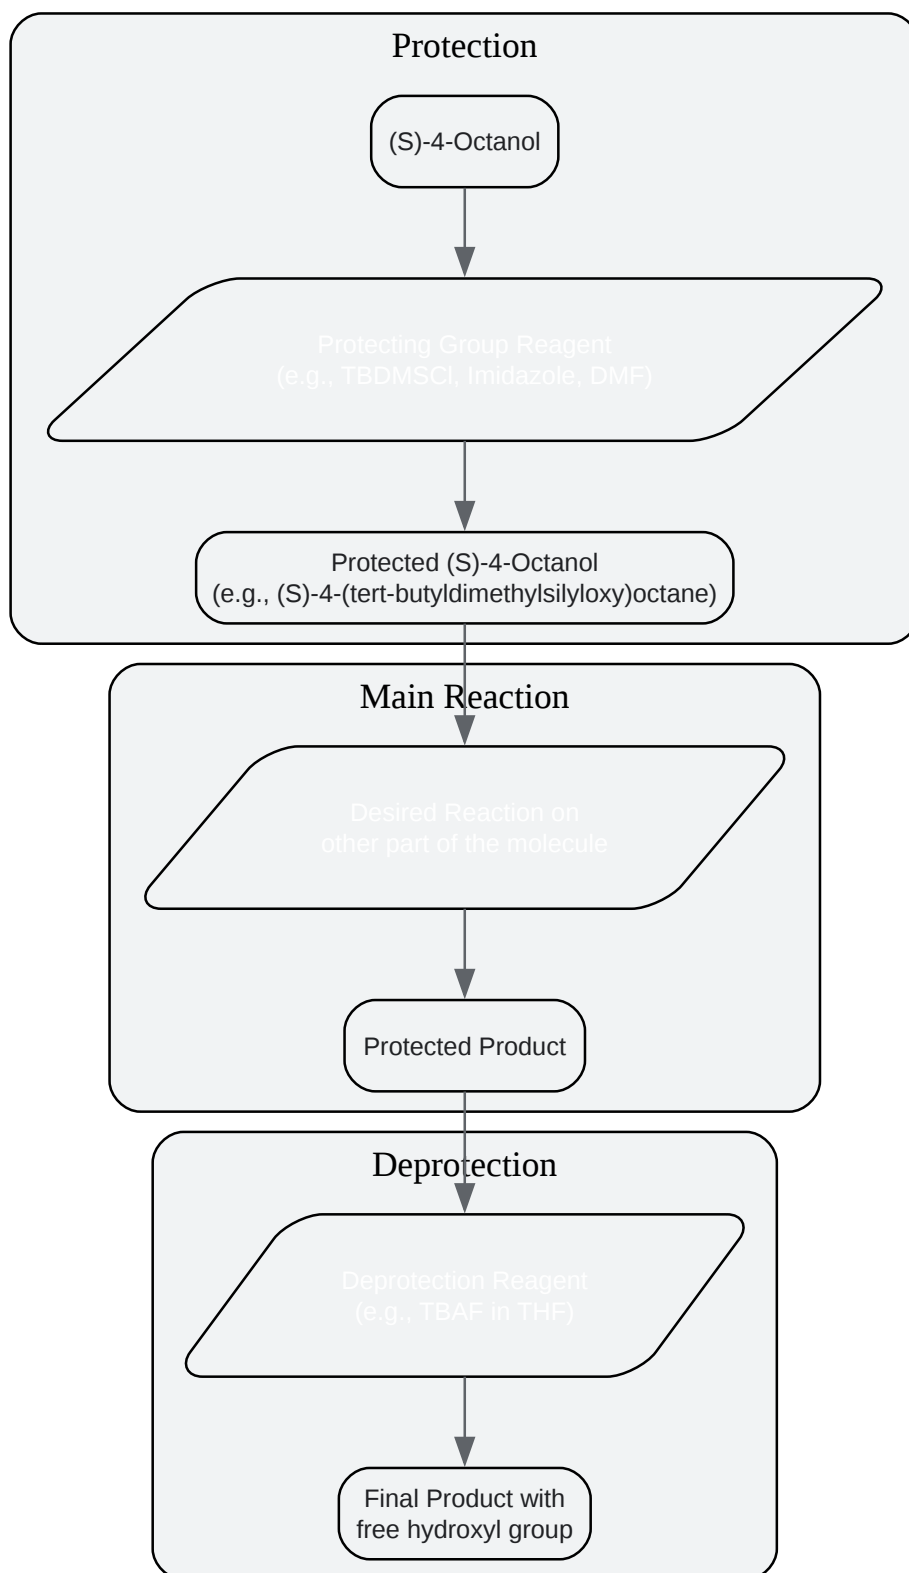 Protection
(S)-4-Octanol
Protecting Group Reagent
(e.g., TBDMSCl, Imidazole, DMF)
Protected (S)-4-Octanol
(e.g., (S)-4-(tert-butyldimethylsilyloxy)octane)
Main Reaction
Desired Reaction on
other part of the molecule
Protected Product
Deprotection
Deprotection Reagent
(e.g., TBAF in THF)
Final Product with
free hydroxyl group